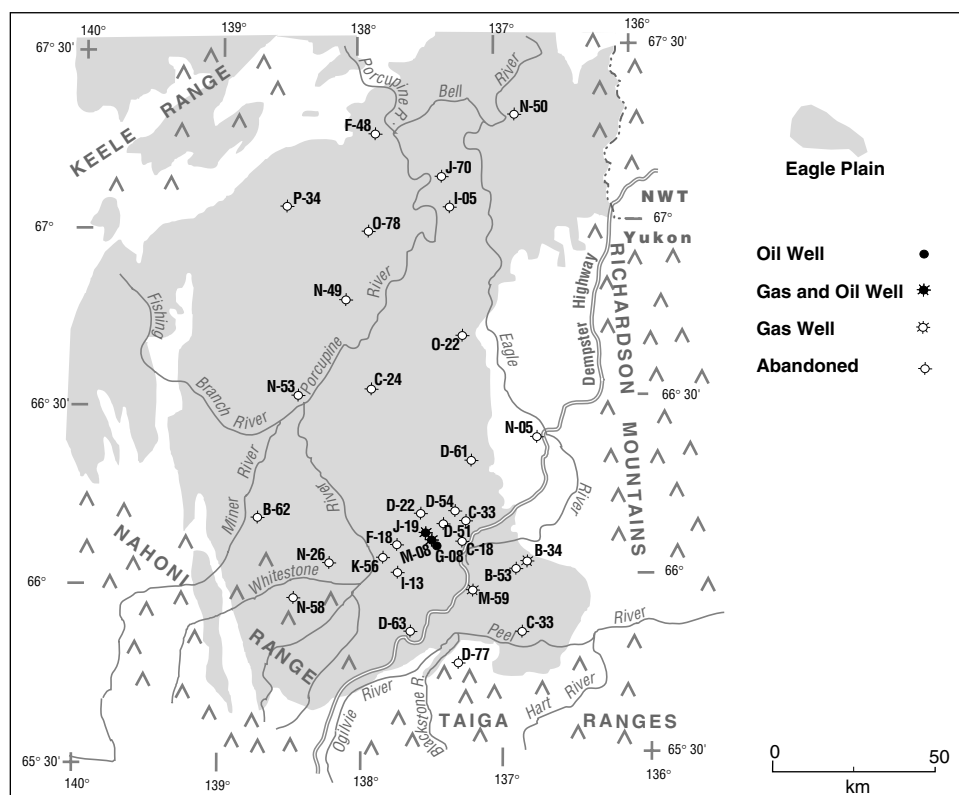 140°
139°
138°
137°
136°
67° 30'
67° 30'
KEELE RANGE
Porcupine R.
Bell
River
N-50
F-48
J-70
I-05
P-34
O-78
Eagle Plain
NWT
67°
67°
Yukon
Oil Well
Gas and Oil Well
Gas Well
Abandoned
Dempster Highway
RICHARDSON MOUNTAINS
Fishing
Branch
River
N-49
River
Porcupine
O-22
Eagle
River
C-24
N-53
66° 30'
66° 30'
N-05
D-61
Miner River
River
B-62
D-22
D-54
C-33
J-19
D-51
F-18
M-08
G-08
C-18
NAHONI
RANGE
N-26
K-56
I-13
B-34
B-53
66°
66°
Whitestone
N-58
M-59
D-63
C-33
Peel
River
D-77
Ogilvie
River
Blackstone R.
Hart
River
TAIGA RANGES
65° 30'
65° 30'
140°
139°
138°
137°
136°
0
50
km